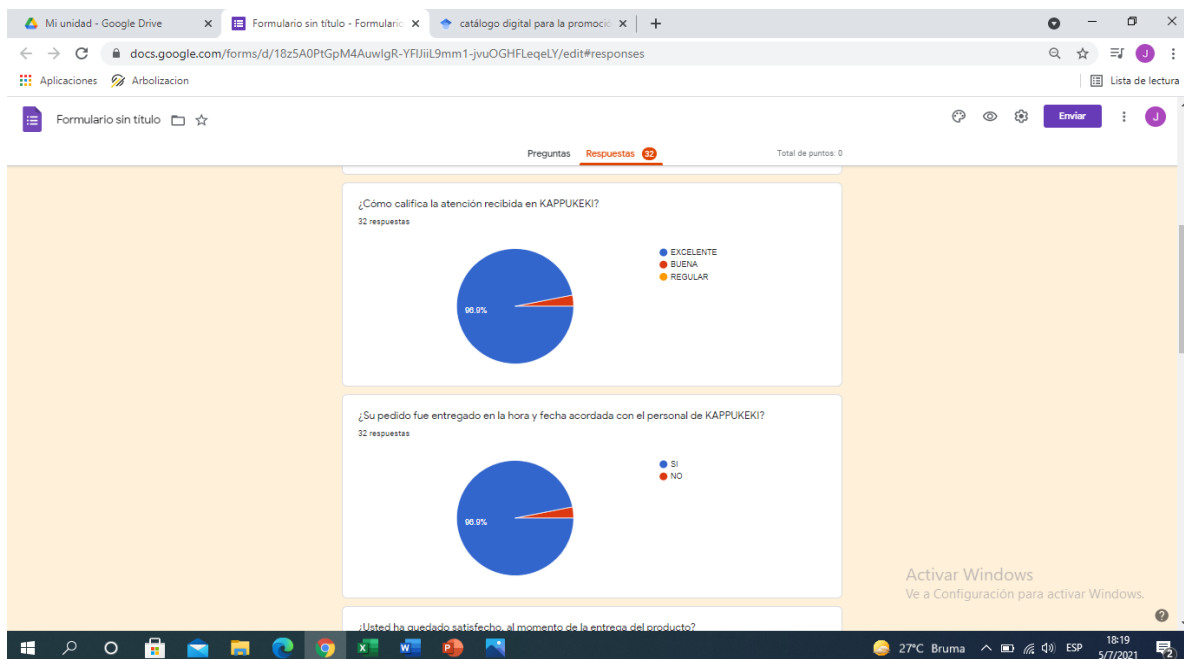 Mi unidad - Google Drive
Formulario sin título - Formulario
catálogo digital para la promoció
docs.google.com/forms/d/18z5A0PtGpM4AuwIgR-YFlJiiL9mm1-jvuOGHFLeqeLY/edit#responses
Aplicaciones
Arbolizacion
Lista de lectura
Formulario sin título
Enviar
J
Preguntas
Respuestas 32
Total de puntos: 0
¿Cómo califica la atención recibida en KAPPUKEKI?
32 respuestas
EXCELENTE
BUENA
REGULAR
96.9%
¿Su pedido fue entregado en la hora y fecha acordada con el personal de KAPPUKEKI?
32 respuestas
SI
NO
96.9%
Activar Windows
Ve a Configuración para activar Windows.
¿Usted ha quedado satisfecho, al momento de la entrega del producto?
27°C Bruma
ESP
18:19
5/7/2021
2